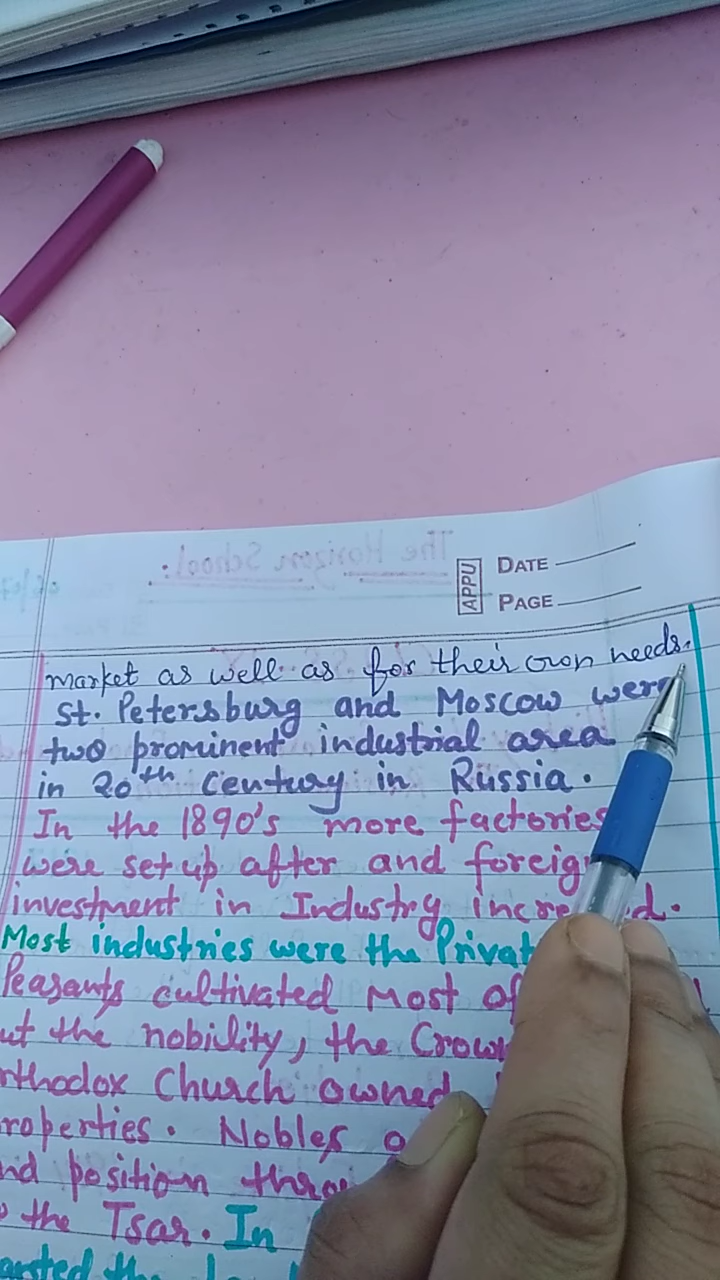 The Horizon School.
APPU
DATE
PAGE
market as well as for their own needs.
St. Petersburg and Moscow were
two prominent industrial area
in 20th Century in Russia.
In the 1890's more factories
were set up after and foreign
investment in Industry incre d.
Most industries were the Privat
Peasants cultivated Most of
ut the nobility, the Crow
rthodox Church owned
roperties. Nobles
nd position thro
the Tsar. In